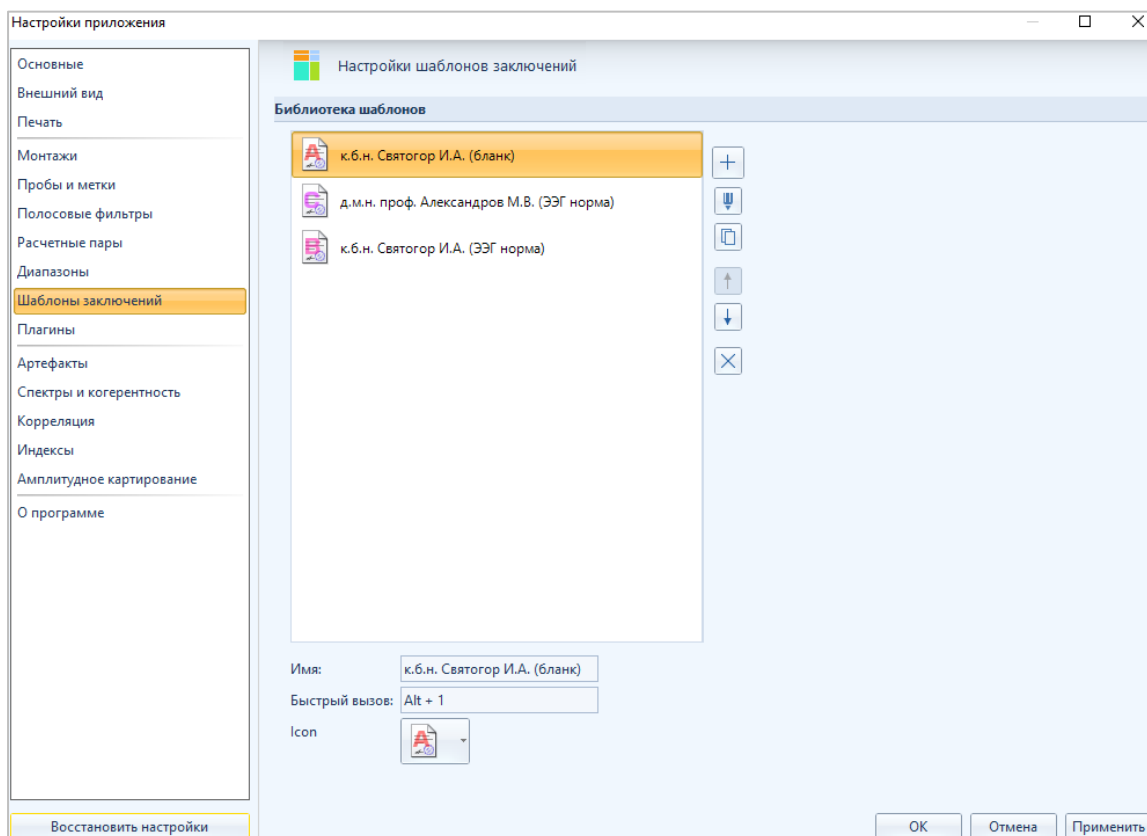 Настройки приложения
Основные
Внешний вид
Печать
Монтажи
Пробы и метки
Полосовые фильтры
Расчетные пары
Диапазоны
Шаблоны заключений
Плагины
Артефакты
Спектры и когерентность
Корреляция
Индексы
Амплитудное картирование
О программе
Восстановить настройки
Настройки шаблонов заключений
Библиотека шаблонов
к.б.н. Святогор И.А. (бланк)
д.м.н. проф. Александров М.В. (ЭЭГ норма)
к.б.н. Святогор И.А. (ЭЭГ норма)
Имя: к.б.н. Святогор И.А. (бланк)
Быстрый вызов: Alt + 1
Icon
OK Отмена Применить